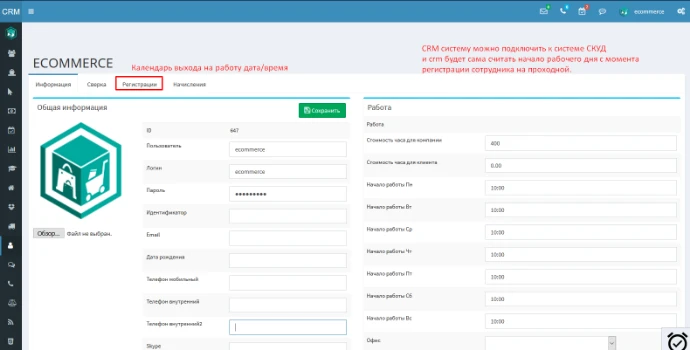 CRM
ecommerce
ECOMMERCE
Календарь выхода на работу дата/время
CRM систему можно подключить к системе СКУД
и crm будет сама считать начало рабочего дня с момента
регистрации сотрудника на проходной.
Информация Сверка Регистрация Начисления
Общая информация
Сохранить
ID 647
Пользователь ecommerce
Логин ecommerce
Пароль •••••••••
Идентификатор
Email
Дата рождения
Телефон мобильный
Телефон внутренний
Телефон внутренний2
Skype
Обзор... Файл не выбран.
Работа
Работа
Стоимость часа для компании 400
Стоимость часа для клиента 0.00
Начало работы Пн 10:00
Начало работы Вт 10:00
Начало работы Ср 10:00
Начало работы Чт 10:00
Начало работы Пт 10:00
Начало работы Сб 10:00
Начало работы Вс 10:00
Офис